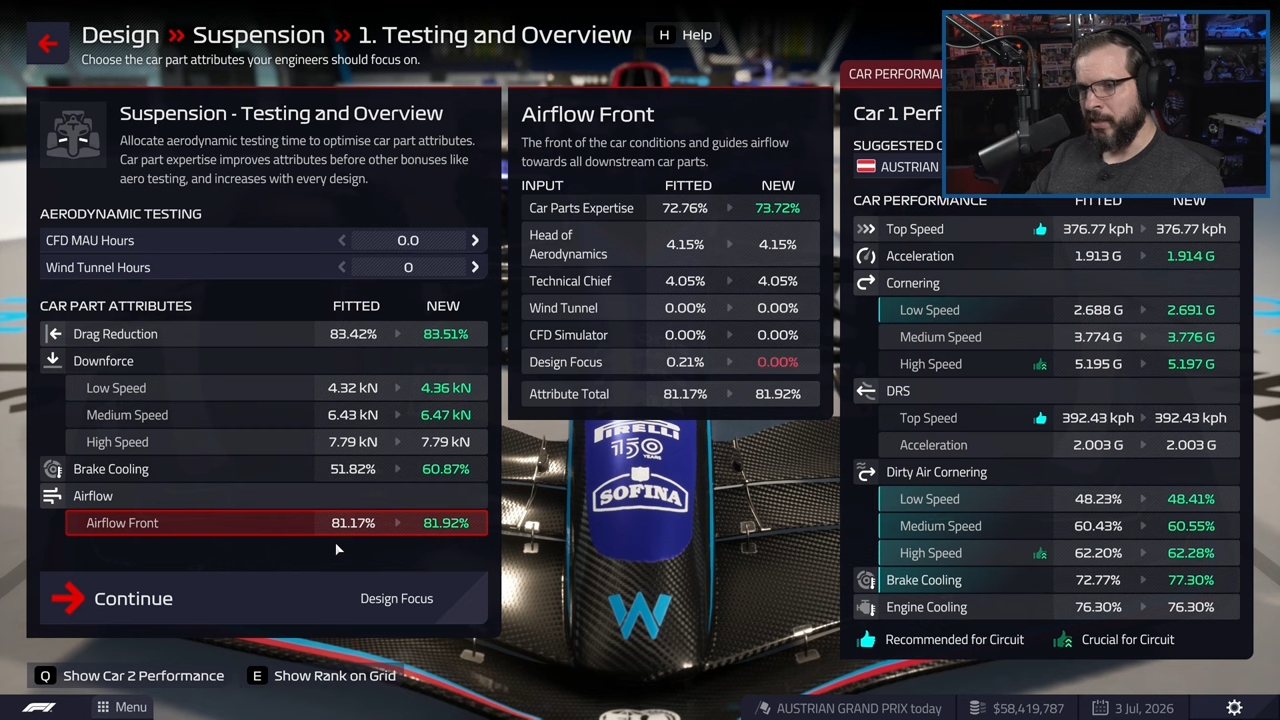 Design » Suspension » 1. Testing and Overview H Help
Choose the car part attributes your engineers should focus on.
Suspension - Testing and Overview
Allocate aerodynamic testing time to optimise car part attributes.
Car part expertise improves attributes before other bonuses like
aero testing, and increases with every design.
AERODYNAMIC TESTING
CFD MAU Hours 0.0
Wind Tunnel Hours 0
CAR PART ATTRIBUTES FITTED NEW
Drag Reduction 83.42% 83.51%
Downforce
Low Speed 4.32 kN 4.36 kN
Medium Speed 6.43 kN 6.47 kN
High Speed 7.79 kN 7.79 kN
Brake Cooling 51.82% 60.87%
Airflow
Airflow Front 81.17% 81.92%
Continue Design Focus
Airflow Front
The front of the car conditions and guides airflow
towards all downstream car parts.
INPUT FITTED NEW
Car Parts Expertise 72.76% 73.72%
Head of
Aerodynamics 4.15% 4.15%
Technical Chief 4.05% 4.05%
Wind Tunnel 0.00% 0.00%
CFD Simulator 0.00% 0.00%
Design Focus 0.21% 0.00%
Attribute Total 81.17% 81.92%
PIRELLI
150
YEARS
SOFINA
W
CAR PERFORMA
Car 1 Perf
SUGGESTED
AUSTRIAN
CAR PERFORMANCE FITTED NEW
Top Speed 376.77 kph 376.77 kph
Acceleration 1.913 G 1.914 G
Cornering
Low Speed 2.688 G 2.691 G
Medium Speed 3.774 G 3.776 G
High Speed 5.195 G 5.197 G
DRS
Top Speed 392.43 kph 392.43 kph
Acceleration 2.003 G 2.003 G
Dirty Air Cornering
Low Speed 48.23% 48.41%
Medium Speed 60.43% 60.55%
High Speed 62.20% 62.28%
Brake Cooling 72.77% 77.30%
Engine Cooling 76.30% 76.30%
Recommended for Circuit Crucial for Circuit
Q Show Car 2 Performance E Show Rank on Grid
F1 Menu AUSTRIAN GRAND PRIX today $58,419,787 3 Jul, 2026